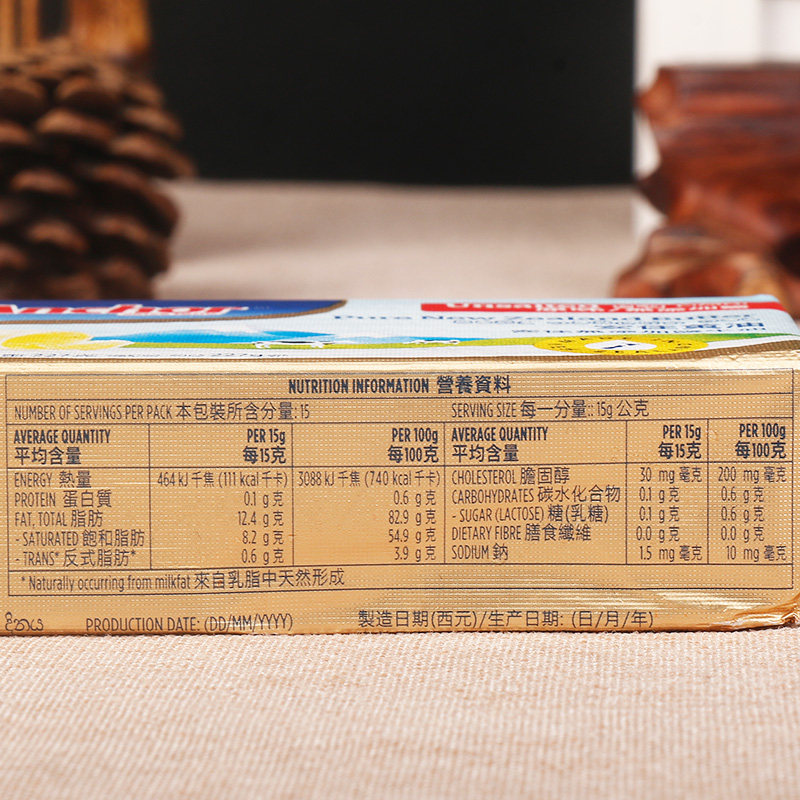 Anchor
227g
NUTRITION INFORMATION 營養資料
NUMBER OF SERVINGS PER PACK 本包裝所含分量: 15 SERVING SIZE 每一分量:: 15g 公克
AVERAGE QUANTITY PER 15g PER 100g AVERAGE QUANTITY PER 15g PER 100g
平均含量 每15克 每100克 平均含量 每15克 每100克
ENERGY 熱量 464 kJ 千焦 (111 kcal 千卡) 3088 kJ 千焦 (740 kcal 千卡) CHOLESTEROL 膽固醇 30 mg 毫克 200 mg 毫克
PROTEIN 蛋白質 0.1 g 克 0.6 g 克 CARBOHYDRATES 碳水化合物 0.1 g 克 0.6 g 克
FAT, TOTAL 脂肪 12.4 g 克 82.9 g 克 - SUGAR (LACTOSE) 糖(乳糖) 0.1 g 克 0.6 g 克
- SATURATED 飽和脂肪 8.2 g 克 54.9 g 克 DIETARY FIBRE 膳食纖維 0.0 g 克 0.0 g 克
- TRANS* 反式脂肪* 0.6 g 克 3.9 g 克 SODIUM 鈉 1.5 mg 毫克 10 mg 毫克
* Naturally occurring from milkfat 來自乳脂中天然形成
PRODUCTION DATE: (DD/MM/YYYY) 製造日期(西元)/生产日期: (日/月/年)